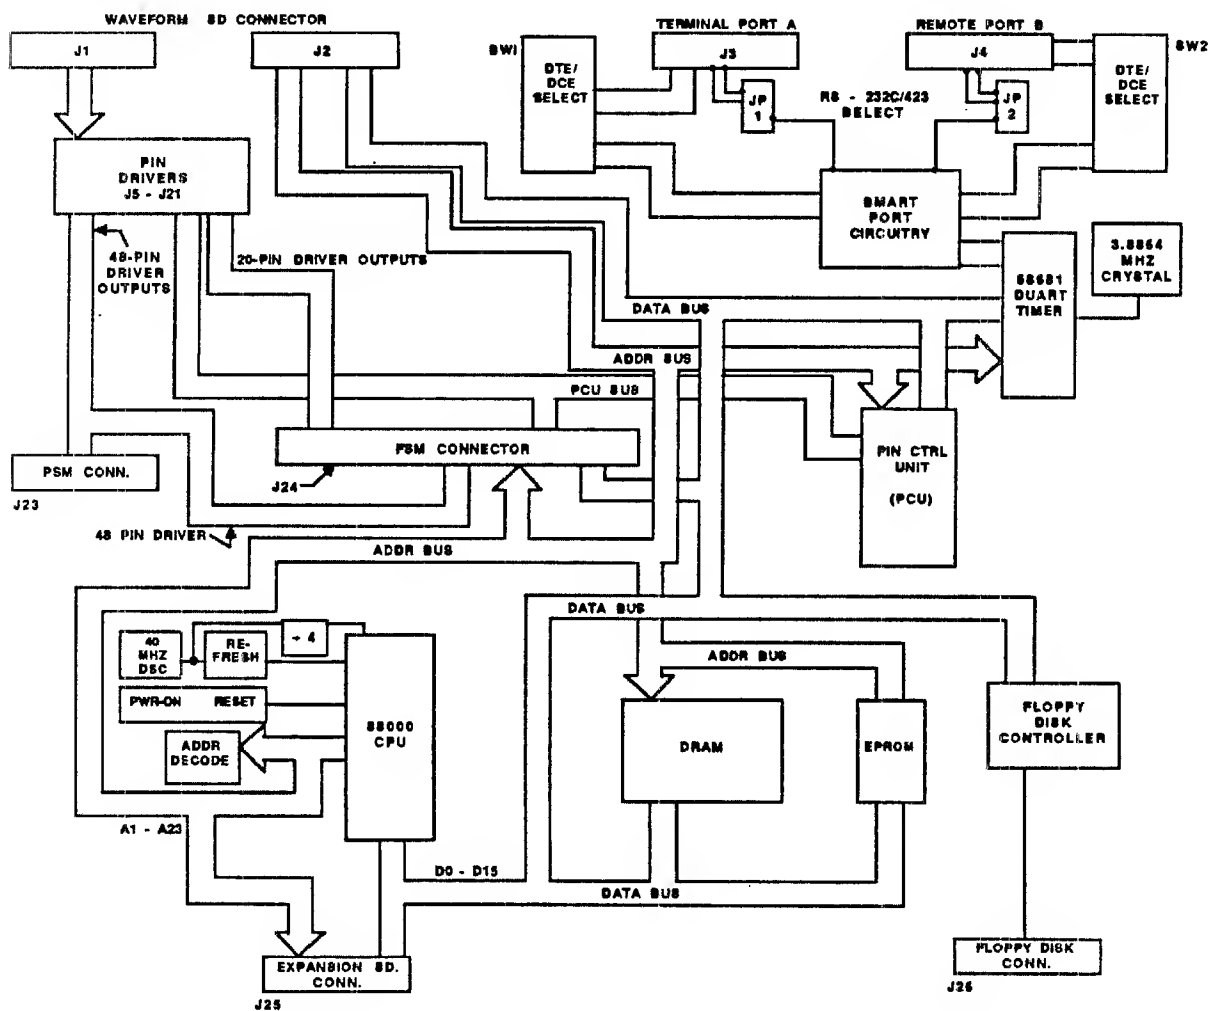 WAVEFORM BD CONNECTOR
J1
J2
SW1
DTE/
DCE
SELECT
TERMINAL PORT A
J3
JP
1
RS - 232C/423
SELECT
REMOTE PORT B
J4
JP
2
DTE/
DCE
SELECT
SW2
PIN
DRIVERS
J5 - J21
SMART
PORT
CIRCUITRY
48-PIN
DRIVER
OUTPUTS
20-PIN DRIVER OUTPUTS
68681
DUART
TIMER
3.6864
MHZ
CRYSTAL
DATA BUS
ADDR BUS
PCU BUS
PSM CONN.
J23
PSM CONNECTOR
J24
PIN CTRL
UNIT
(PCU)
48 PIN DRIVER
ADDR BUS
DATA BUS
40
MHZ
OSC
RE-
FRESH
÷ 4
PWR-ON RESET
ADDR
DECODE
68000
CPU
ADDR BUS
DRAM
EPROM
FLOPPY
DISK
CONTROLLER
A1 - A23
D0 - D15
DATA BUS
EXPANSION BD.
CONN.
J25
FLOPPY DISK
CONN.
J26